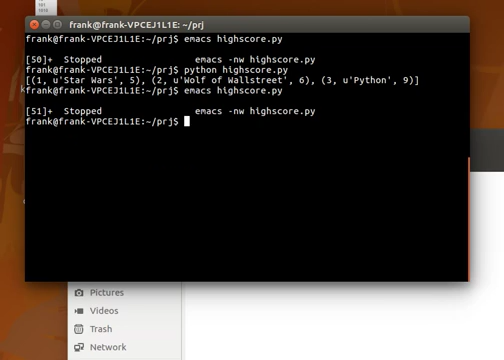 frank@frank-VPCEJ1L1E: ~/prj
frank@frank-VPCEJ1L1E:~/prj$ emacs highscore.py
[50]+  Stopped                 emacs -nw highscore.py
frank@frank-VPCEJ1L1E:~/prj$ python highscore.py
[(1, u'Star Wars', 5), (2, u'Wolf of Wallstreet', 6), (3, u'Python', 9)]
frank@frank-VPCEJ1L1E:~/prj$ emacs highscore.py
[51]+  Stopped                 emacs -nw highscore.py
frank@frank-VPCEJ1L1E:~/prj$
Pictures
Videos
Trash
Network